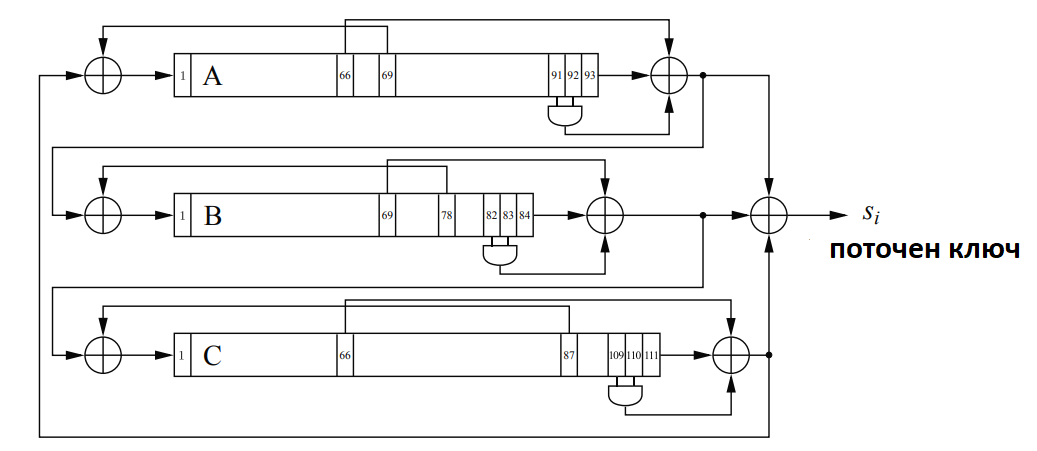 1 A 66 69 91 92 93
1 B 69 78 82 83 84
s_i
поточен ключ
1 C 66 87 109 110 111